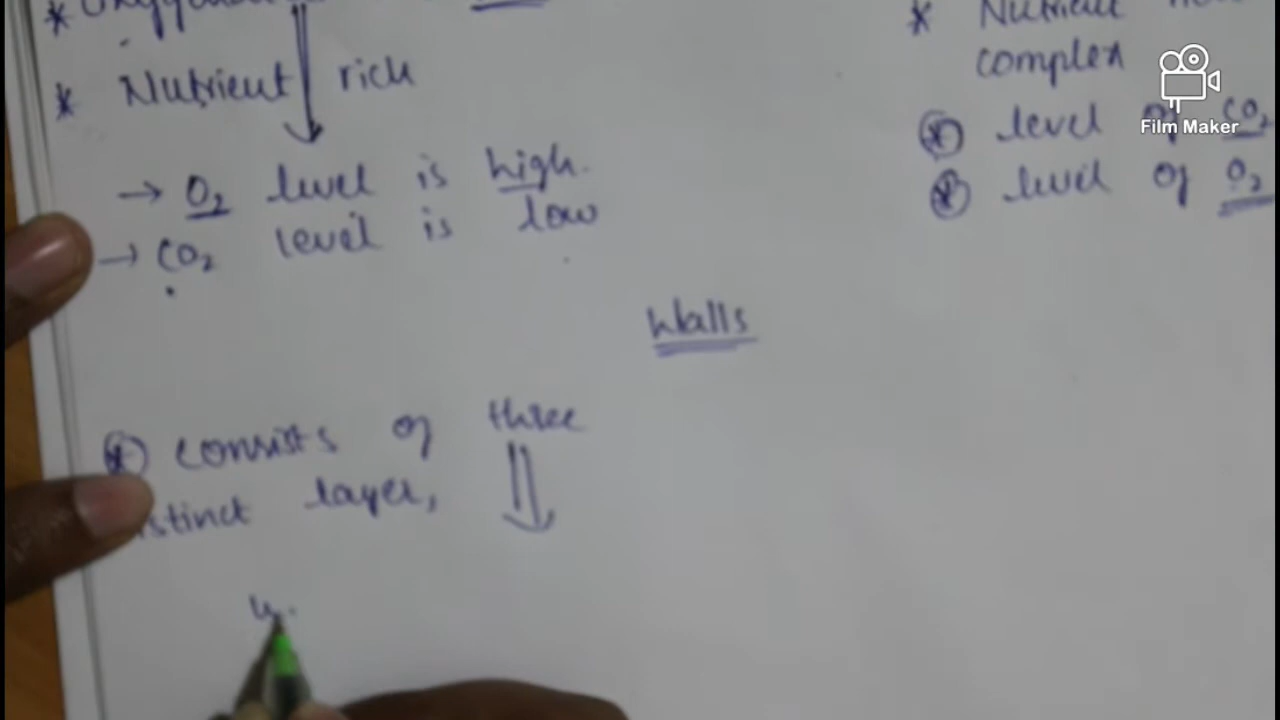 * Nutrient rich
→ O₂ level is high.
→ CO₂ level is low
* Nutrient
complex
level of CO₂
level of O₂
Film Maker
Walls
consists of three
stinct layer,